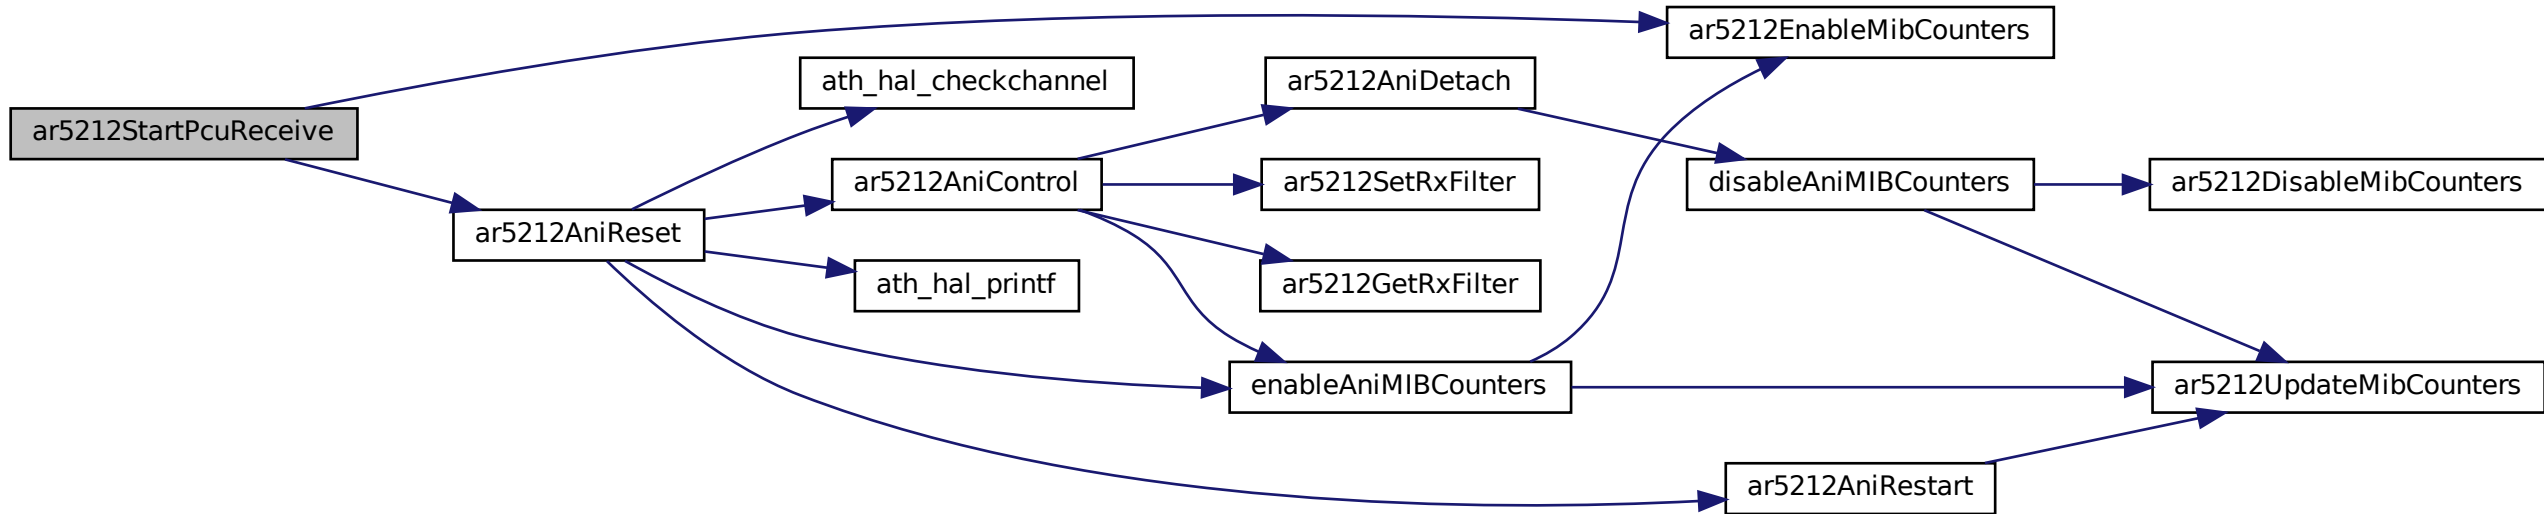 ar5212StartPcuReceive
ar5212AniReset
ath_hal_checkchannel
ar5212AniControl
ath_hal_printf
ar5212AniDetach
ar5212SetRxFilter
ar5212GetRxFilter
enableAniMIBCounters
ar5212EnableMibCounters
disableAniMIBCounters
ar5212AniRestart
ar5212DisableMibCounters
ar5212UpdateMibCounters